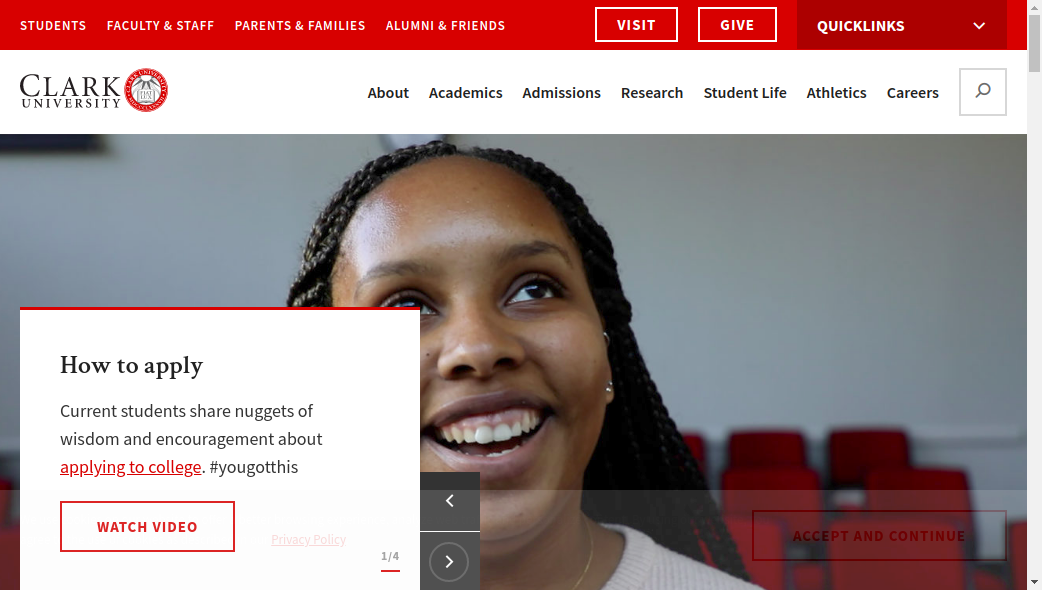 STUDENTS FACULTY & STAFF PARENTS & FAMILIES ALUMNI & FRIENDS VISIT GIVE QUICKLINKS
CLARK
UNIVERSITY
About Academics Admissions Research Student Life Athletics Careers
How to apply
Current students share nuggets of
wisdom and encouragement about
applying to college. #yougotthis
WATCH VIDEO
Privacy Policy
1/4
ACCEPT AND CONTINUE